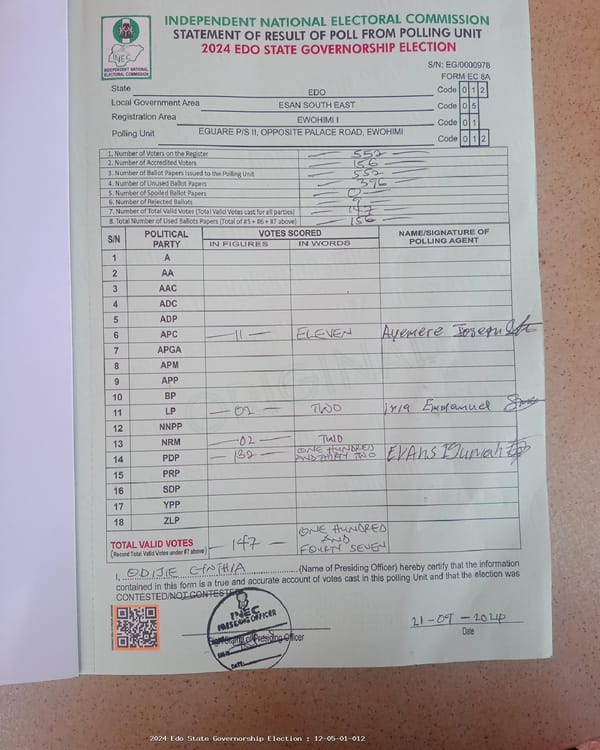 INDEPENDENT NATIONAL ELECTORAL COMMISSION
STATEMENT OF RESULT OF POLL FROM POLLING UNIT
2024 EDO STATE GOVERNORSHIP ELECTION
INEC
INDEPENDENT NATIONAL ELECTORAL COMMISSION
S/N: EG/0000978
FORM EC 8A
State EDO Code 0 1 2
Local Government Area ESAN SOUTH EAST Code 0 5
Registration Area EWOHIMI I Code 0 1
Polling Unit EGUARE P/S II, OPPOSITE PALACE ROAD, EWOHIMI Code 0 1 2
1. Number of Voters on the Register 552
2. Number of Accredited Voters 156
3. Number of Ballot Papers Issued to the Polling Unit 552
4. Number of Unused Ballot Papers 396
5. Number of Spoiled Ballot Papers 0
6. Number of Rejected Ballots 9
7. Number of Total Valid Votes (Total Valid Votes cast for all parties) 147
8. Total Number of Used Ballots Papers (Total of #5 + #6 + #7 above) 156
S/N POLITICAL PARTY VOTES SCORED NAME/SIGNATURE OF POLLING AGENT
IN FIGURES IN WORDS
1 A
2 AA
3 AAC
4 ADC
5 ADP
6 APC 11 ELEVEN Ayemere Joseph
7 APGA
8 APM
9 APP
10 BP
11 LP 02 TWO Emmanuel
12 NNPP
13 NRM 02 TWO
14 PDP 132 ONE HUNDRED AND THIRTY TWO EVANS
15 PRP
16 SDP
17 YPP
18 ZLP
TOTAL VALID VOTES 147 ONE HUNDRED AND FOURTY SEVEN
(Record Total Valid Votes under #7 above)
I, ODIJIE CYNTHIA (Name of Presiding Officer) hereby certify that the information
contained in this form is a true and accurate account of votes cast in this polling Unit and that the election was
CONTESTED/NOT CONTESTED
INEC
PRESIDING OFFICER
Signature of Presiding Officer
DATE:
21-09-2024
Date
2024 Edo State Governorship Election : 12-05-01-012